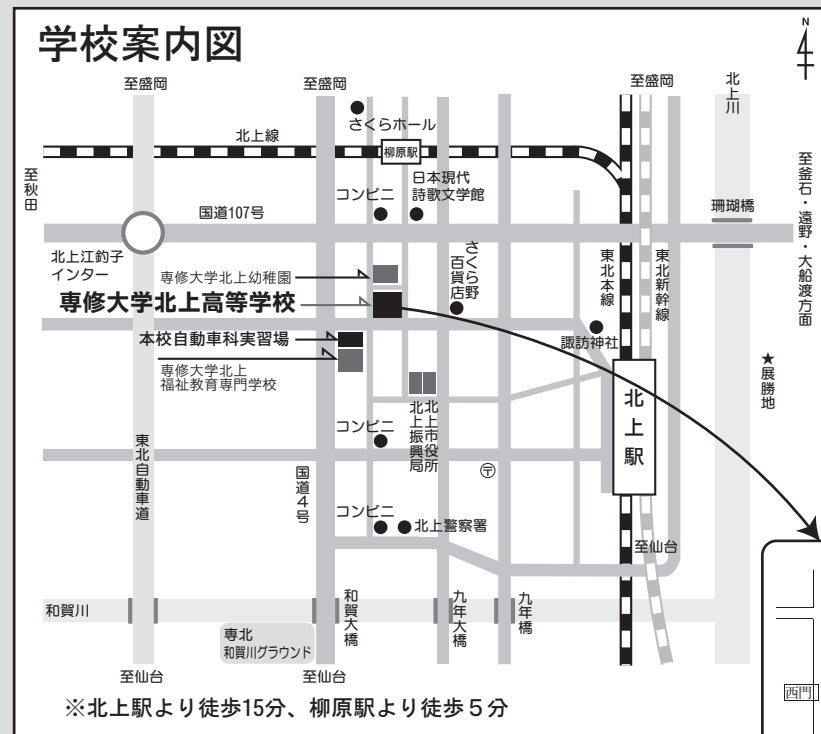 学校案内図
N
至盛岡
至盛岡
至盛岡
北上川
さくらホール
北上線
柳原駅
至秋田
日本現代
詩歌文学館
コンビニ
国道107号
珊瑚橋
至釜石・遠野・大船渡方面
北上江釣子
インター
専修大学北上幼稚園
さくら野
百貨店
東北本線
東北新幹線
専修大学北上高等学校
本校自動車科実習場
諏訪神社
専修大学北上
福祉教育専門学校
★展勝地
北上駅
コンビニ
北上市役所
北上振興局
東北自動車道
国道4号
〒
コンビニ
北上警察署
至仙台
和賀川
和賀大橋
九年大橋
九年橋
専北
和賀川グラウンド
西門
至仙台
至仙台
※北上駅より徒歩15分、柳原駅より徒歩5分